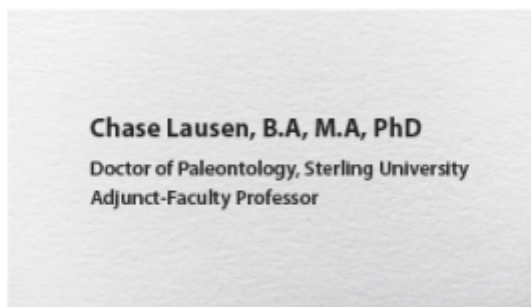 Chase Lausen, B.A, M.A, PhD
Doctor of Paleontology, Sterling University
Adjunct-Faculty Professor